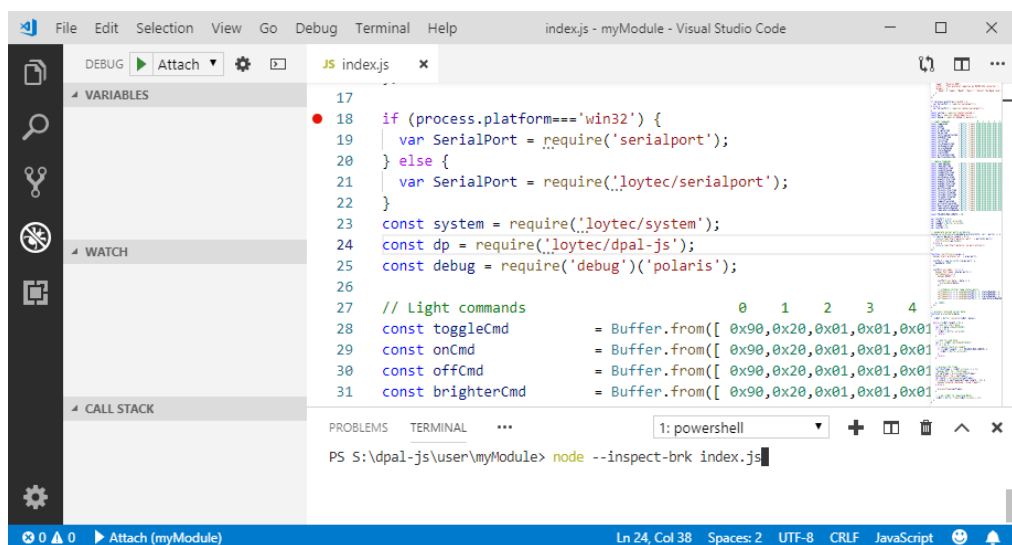 File Edit Selection View Go Debug Terminal Help index.js - myModule - Visual Studio Code
DEBUG Attach
JS index.js
VARIABLES
17
18 if (process.platform==='win32') {
19 var SerialPort = require('serialport');
20 } else {
21 var SerialPort = require('loytec/serialport');
22 }
23 const system = require('loytec/system');
24 const dp = require('loytec/dpal-js');
25 const debug = require('debug')('polaris');
26
27 // Light commands 0 1 2 3 4
28 const toggleCmd = Buffer.from([ 0x90,0x20,0x01,0x01,0x01
29 const onCmd = Buffer.from([ 0x90,0x20,0x01,0x01,0x01
30 const offCmd = Buffer.from([ 0x90,0x20,0x01,0x01,0x01
31 const brighterCmd = Buffer.from([ 0x90,0x20,0x01,0x01,0x01
WATCH
CALL STACK
PROBLEMS TERMINAL ••• 1: powershell
PS S:\dpal-js\user\myModule> node --inspect-brk index.js
0 0 Attach (myModule) Ln 24, Col 38 Spaces: 2 UTF-8 CRLF JavaScript